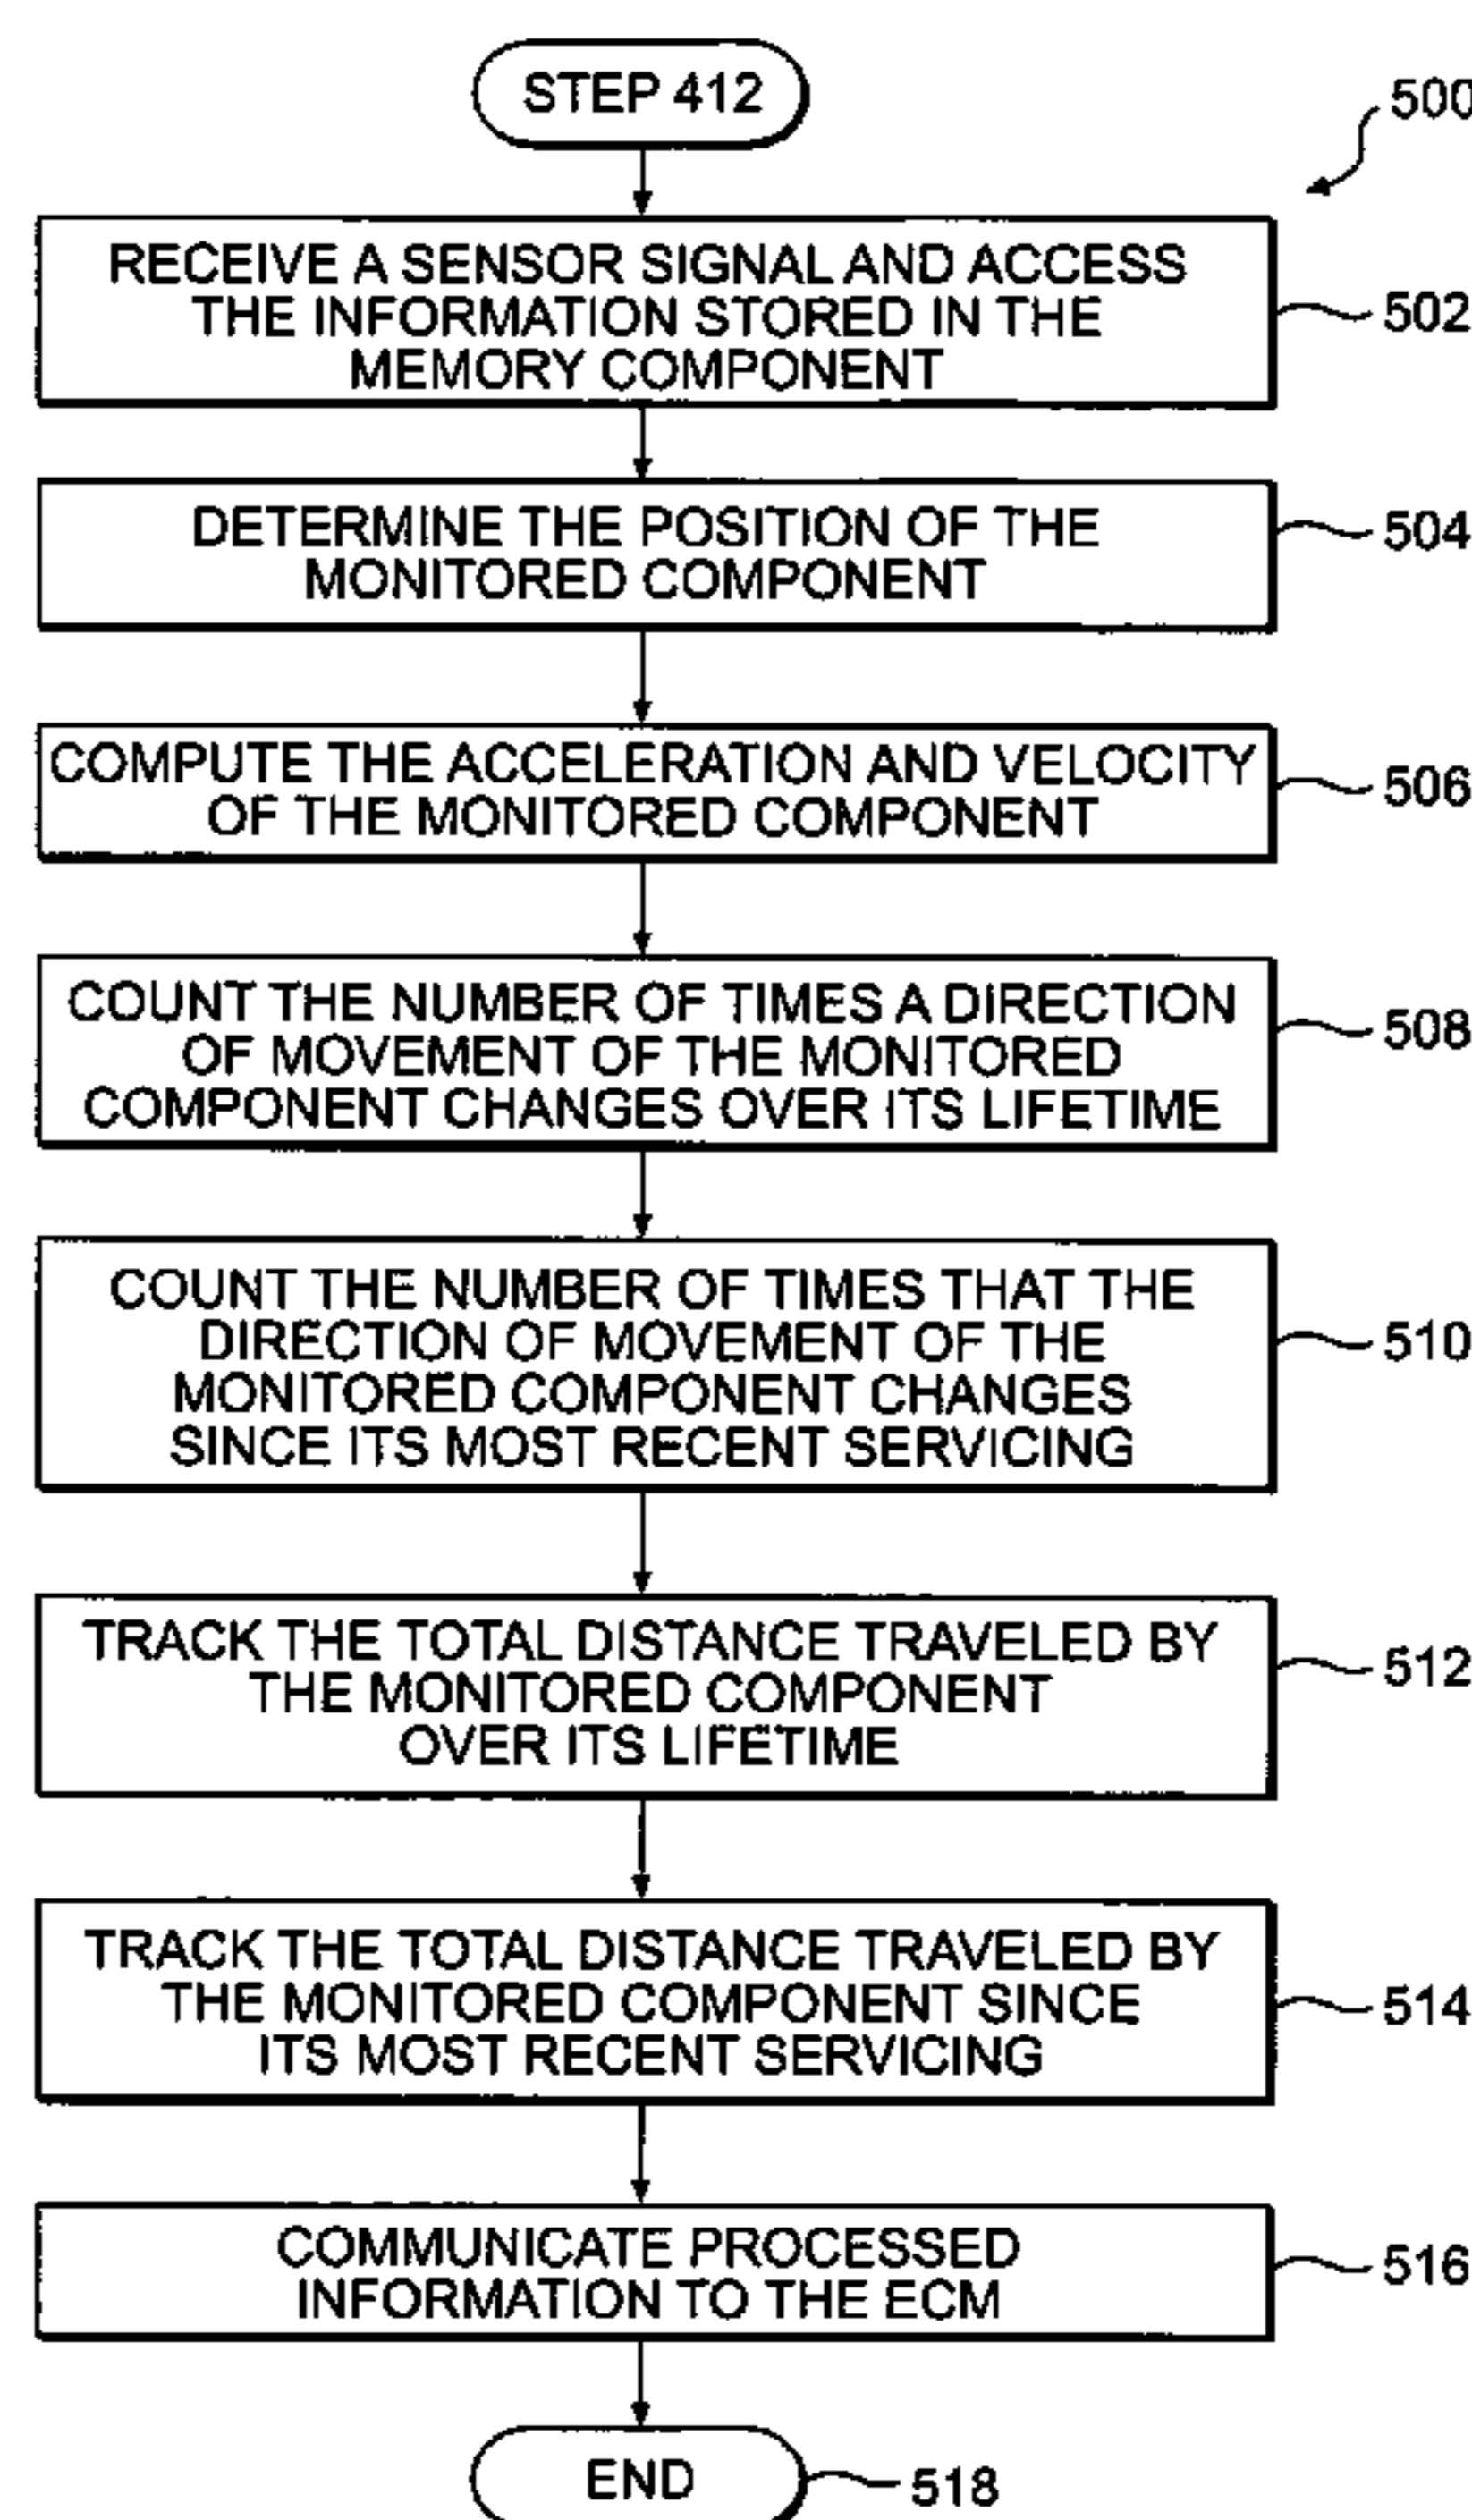 STEP 412
500
RECEIVE A SENSOR SIGNAL AND ACCESS
THE INFORMATION STORED IN THE
MEMORY COMPONENT
502
DETERMINE THE POSITION OF THE
MONITORED COMPONENT
504
COMPUTE THE ACCELERATION AND VELOCITY
OF THE MONITORED COMPONENT
506
COUNT THE NUMBER OF TIMES A DIRECTION
OF MOVEMENT OF THE MONITORED
COMPONENT CHANGES OVER ITS LIFETIME
508
COUNT THE NUMBER OF TIMES THAT THE
DIRECTION OF MOVEMENT OF THE
MONITORED COMPONENT CHANGES
SINCE ITS MOST RECENT SERVICING
510
TRACK THE TOTAL DISTANCE TRAVELED BY
THE MONITORED COMPONENT
OVER ITS LIFETIME
512
TRACK THE TOTAL DISTANCE TRAVELED BY
THE MONITORED COMPONENT SINCE
ITS MOST RECENT SERVICING
514
COMMUNICATE PROCESSED
INFORMATION TO THE ECM
516
END
518